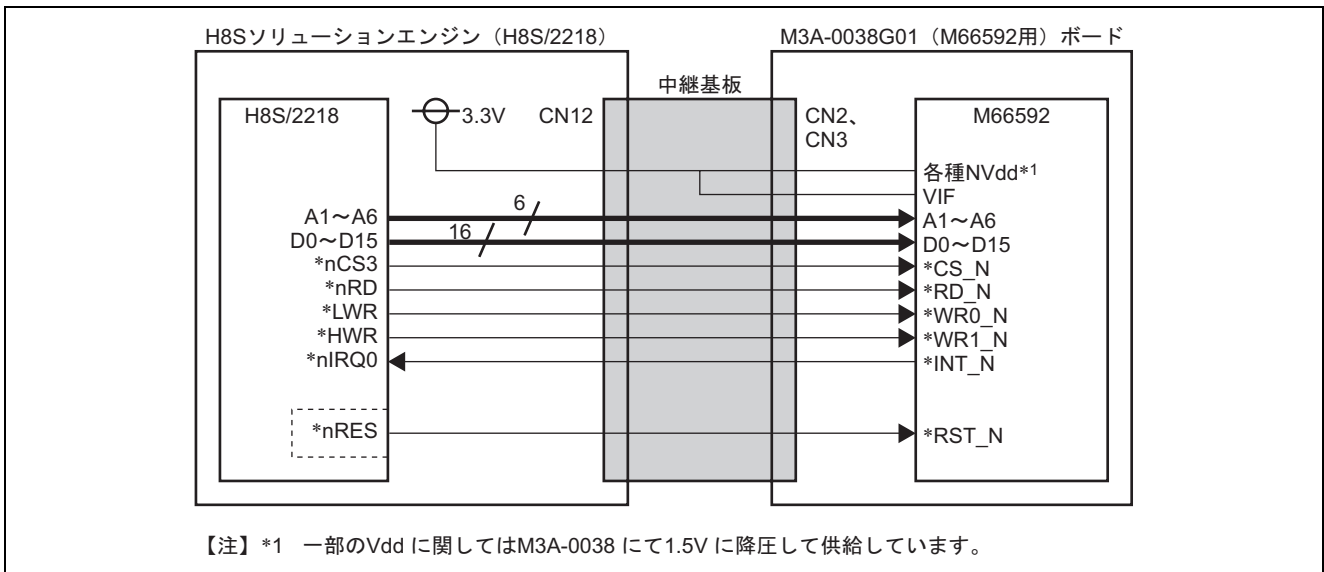 H8Sソリューションエンジン（H8S/2218）
M3A-0038G01（M66592用）ボード
中継基板
H8S/2218
3.3V
CN12
CN2、
CN3
M66592
各種NVdd*1
VIF
A1～A6
6
A1～A6
D0～D15
16
D0～D15
*nCS3
*CS_N
*nRD
*RD_N
*LWR
*WR0_N
*HWR
*WR1_N
*nIRQ0
*INT_N
*nRES
*RST_N
【注】*1 一部のVdd に関してはM3A-0038 にて1.5V に降圧して供給しています。